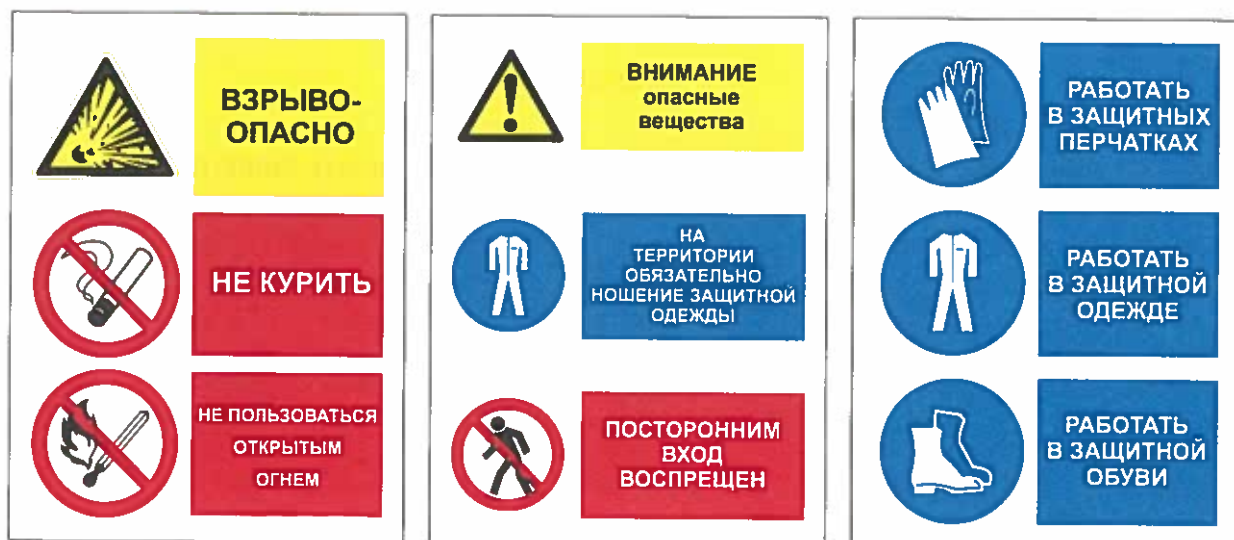 ВЗРЫВО-
ОПАСНО
НЕ КУРИТЬ
НЕ ПОЛЬЗОВАТЬСЯ
ОТКРЫТЫМ
ОГНЕМ
ВНИМАНИЕ
опасные
вещества
НА
ТЕРРИТОРИИ
ОБЯЗАТЕЛЬНО
НОШЕНИЕ ЗАЩИТНОЙ
ОДЕЖДЫ
ПОСТОРОННИМ
ВХОД
ВОСПРЕЩЕН
РАБОТАТЬ
В ЗАЩИТНЫХ
ПЕРЧАТКАХ
РАБОТАТЬ
В ЗАЩИТНОЙ
ОДЕЖДЕ
РАБОТАТЬ
В ЗАЩИТНОЙ
ОБУВИ